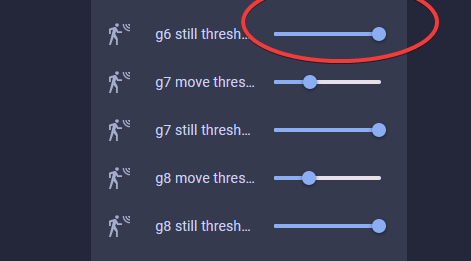 g6 still thresh...
g7 move thres...
g7 still thresh...
g8 move thres...
g8 still thresh...